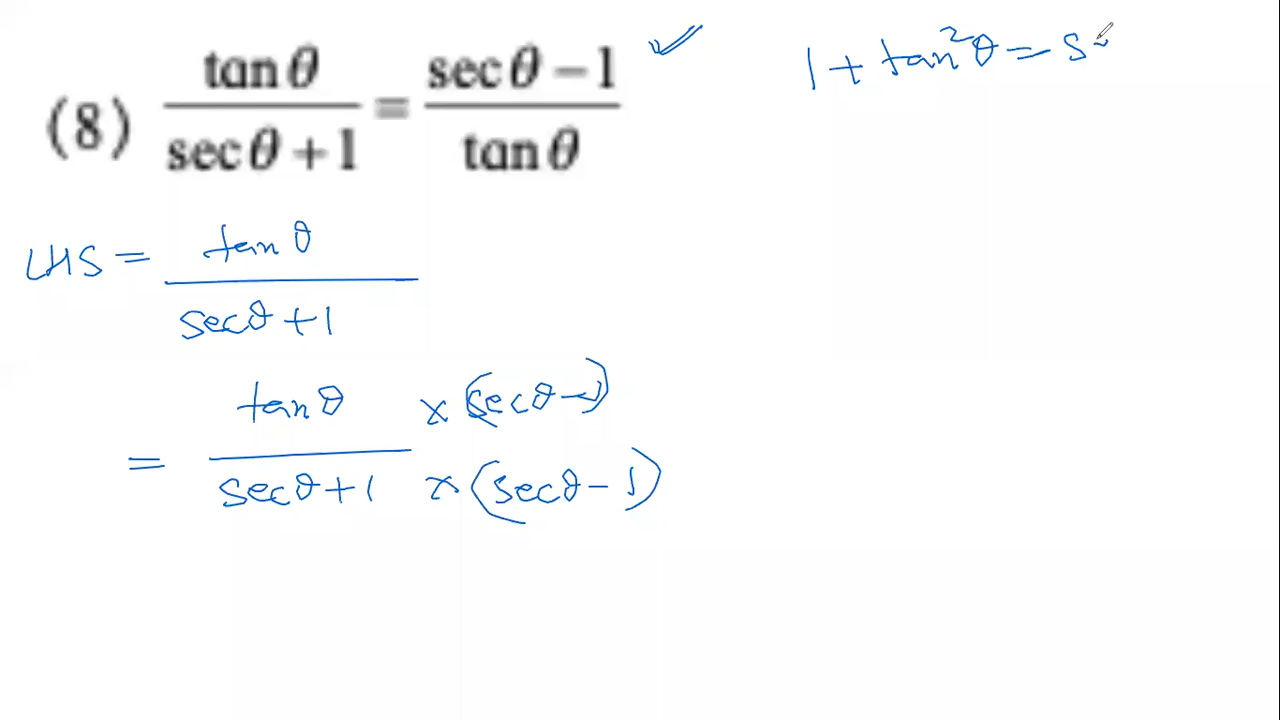 (8) tanθ / secθ+1 = secθ−1 / tanθ ✓
1 + tan²θ = s
LHS = tanθ / secθ+1
= tanθ × (secθ−1) / secθ+1 × (secθ−1)